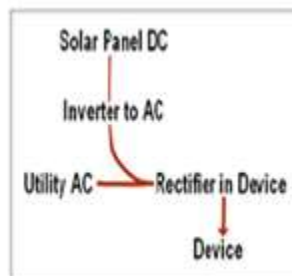 Solar Panel DC
Inverter to AC
Utility AC
Rectifier in Device
Device